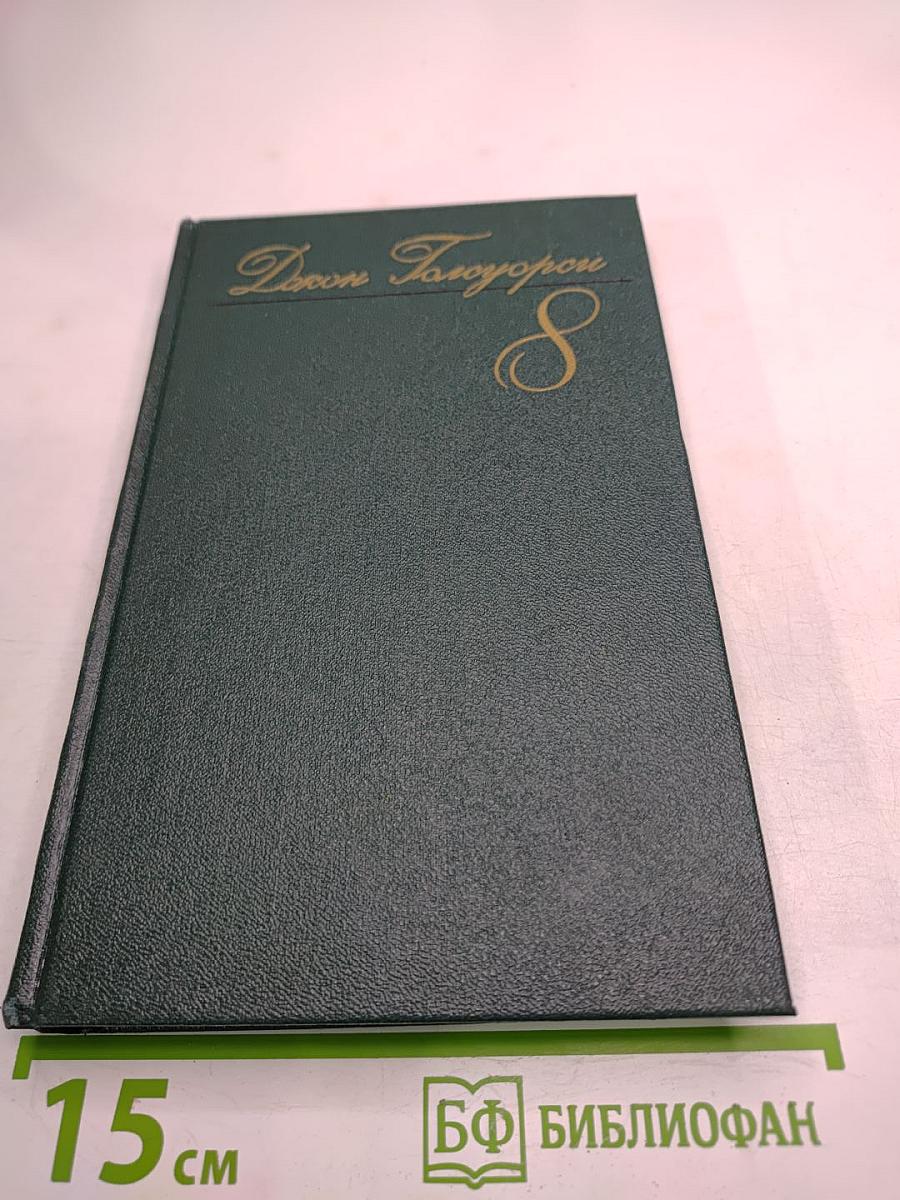 Джон Голсуорси
8
15 см
БФ БИБЛИОФАН